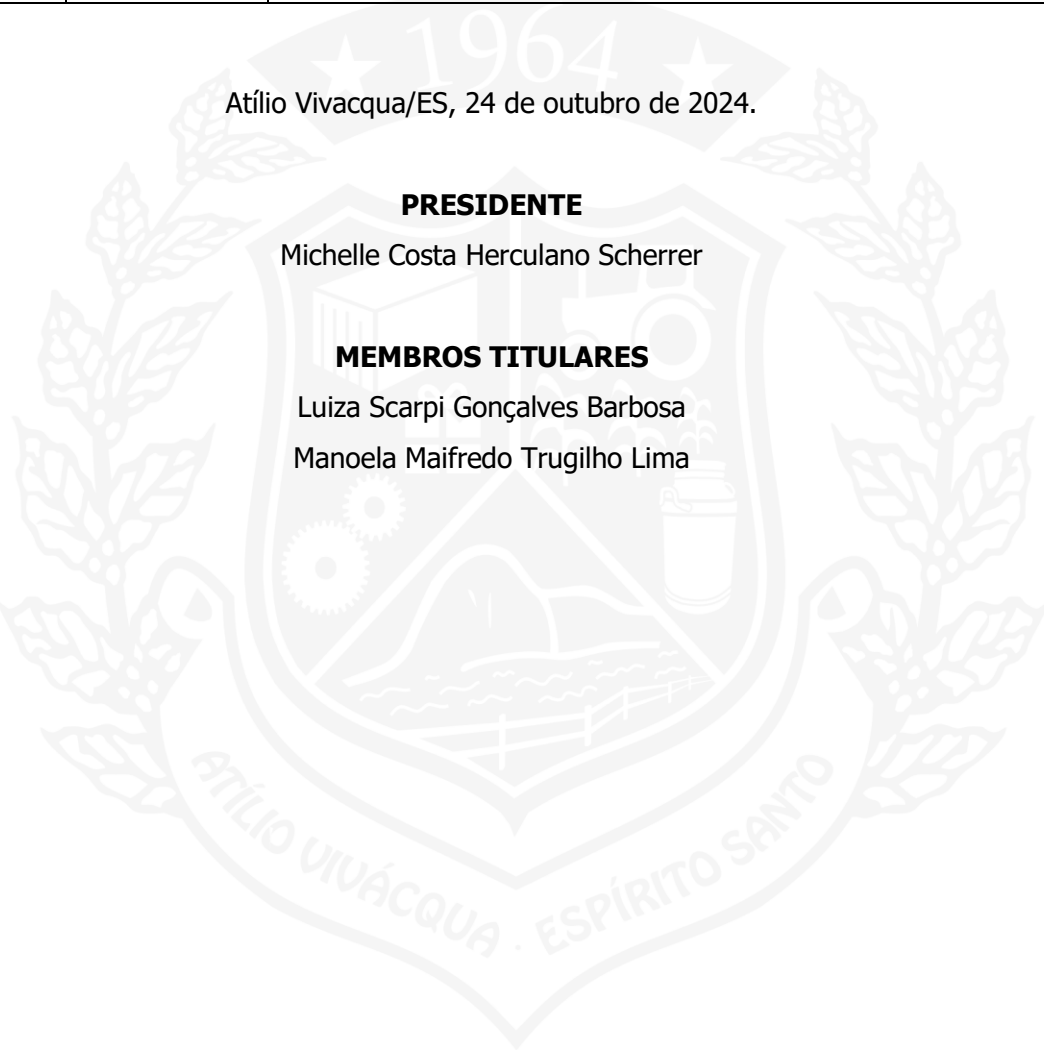 1964
Atílio Vivacqua/ES, 24 de outubro de 2024.
PRESIDENTE
Michelle Costa Herculano Scherrer
MEMBROS TITULARES
Luiza Scarpi Gonçalves Barbosa
Manoela Maifredo Trugilho Lima
ATÍLIO VIVÁCQUA . ESPÍRITO SANTO